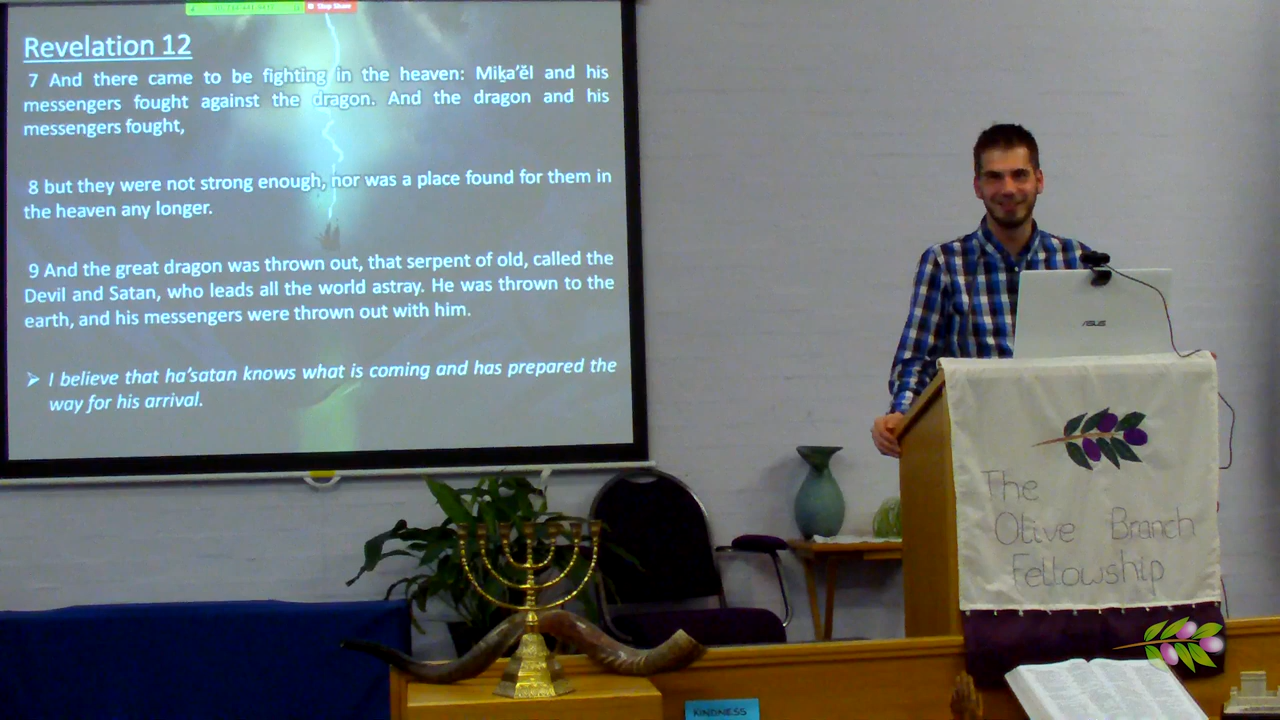 Stop Share
Revelation 12
7 And there came to be fighting in the heaven: Miḵa’ěl and his
messengers fought against the dragon. And the dragon and his
messengers fought,
8 but they were not strong enough, nor was a place found for them in
the heaven any longer.
9 And the great dragon was thrown out, that serpent of old, called the
Devil and Satan, who leads all the world astray. He was thrown to the
earth, and his messengers were thrown out with him.
➢ I believe that ha’satan knows what is coming and has prepared the
way for his arrival.
ASUS
The
Olive Branch
Fellowship
KINDNESS